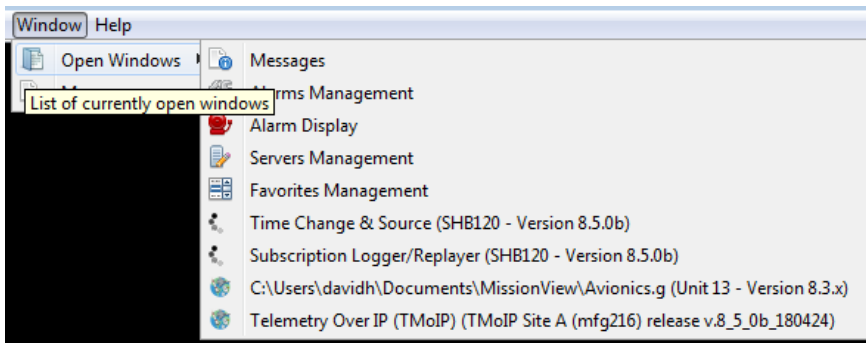 Window Help
Open Windows
Messages
List of currently open windows
Management
Alarm Display
Servers Management
Favorites Management
Time Change & Source (SHB120 - Version 8.5.0b)
Subscription Logger/Replayer (SHB120 - Version 8.5.0b)
C:\Users\davidh\Documents\MissionView\Avionics.g (Unit 13 - Version 8.3.x)
Telemetry Over IP (TMoIP) (TMoIP Site A (mfg216) release v.8_5_0b_180424)